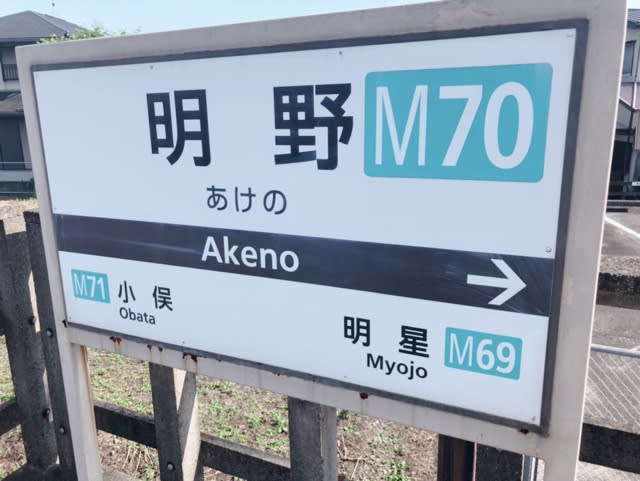 明野 M70
あけの
Akeno →
M71 小俣
Obata
明星 M69
Myojo